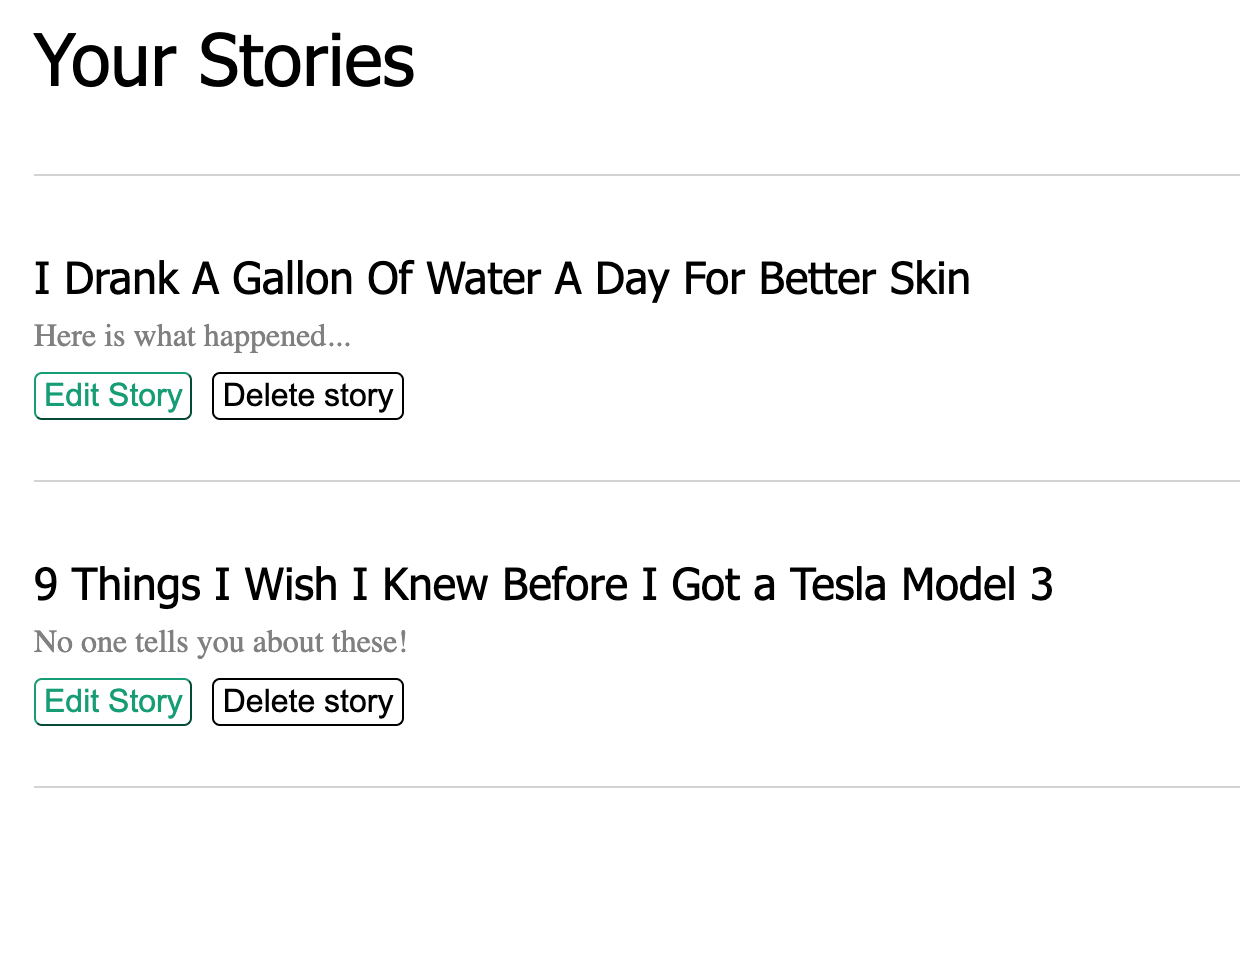 Your Stories
I Drank A Gallon Of Water A Day For Better Skin
Here is what happened...
Edit Story Delete story
9 Things I Wish I Knew Before I Got a Tesla Model 3
No one tells you about these!
Edit Story Delete story